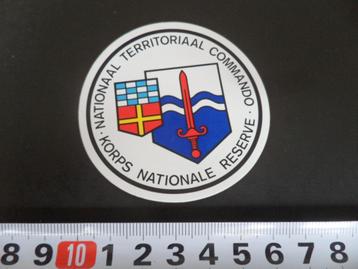 · NATIONAAL TERRITORIAAL COMMANDO ·
KORPS NATIONALE RESERVE
8 9 10 1 2 3 4 5 6 7 8